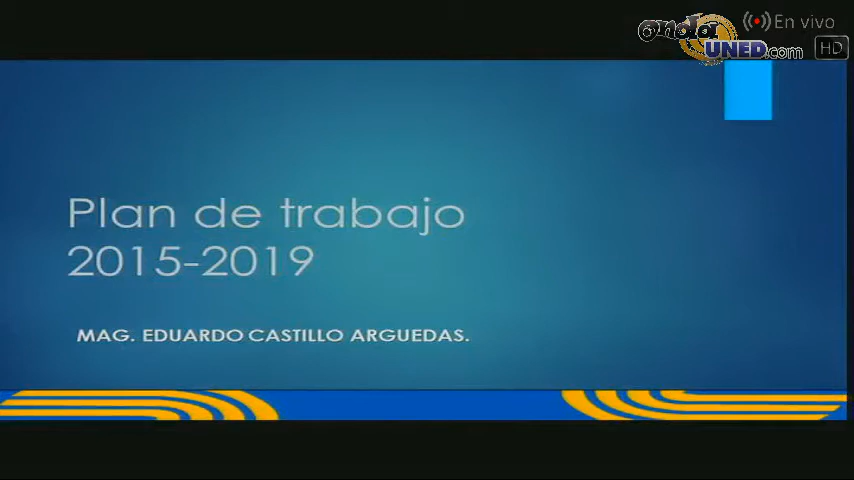 onda
UNED.com
En vivo
HD
Plan de trabajo
2015-2019
MAG. EDUARDO CASTILLO ARGUEDAS.